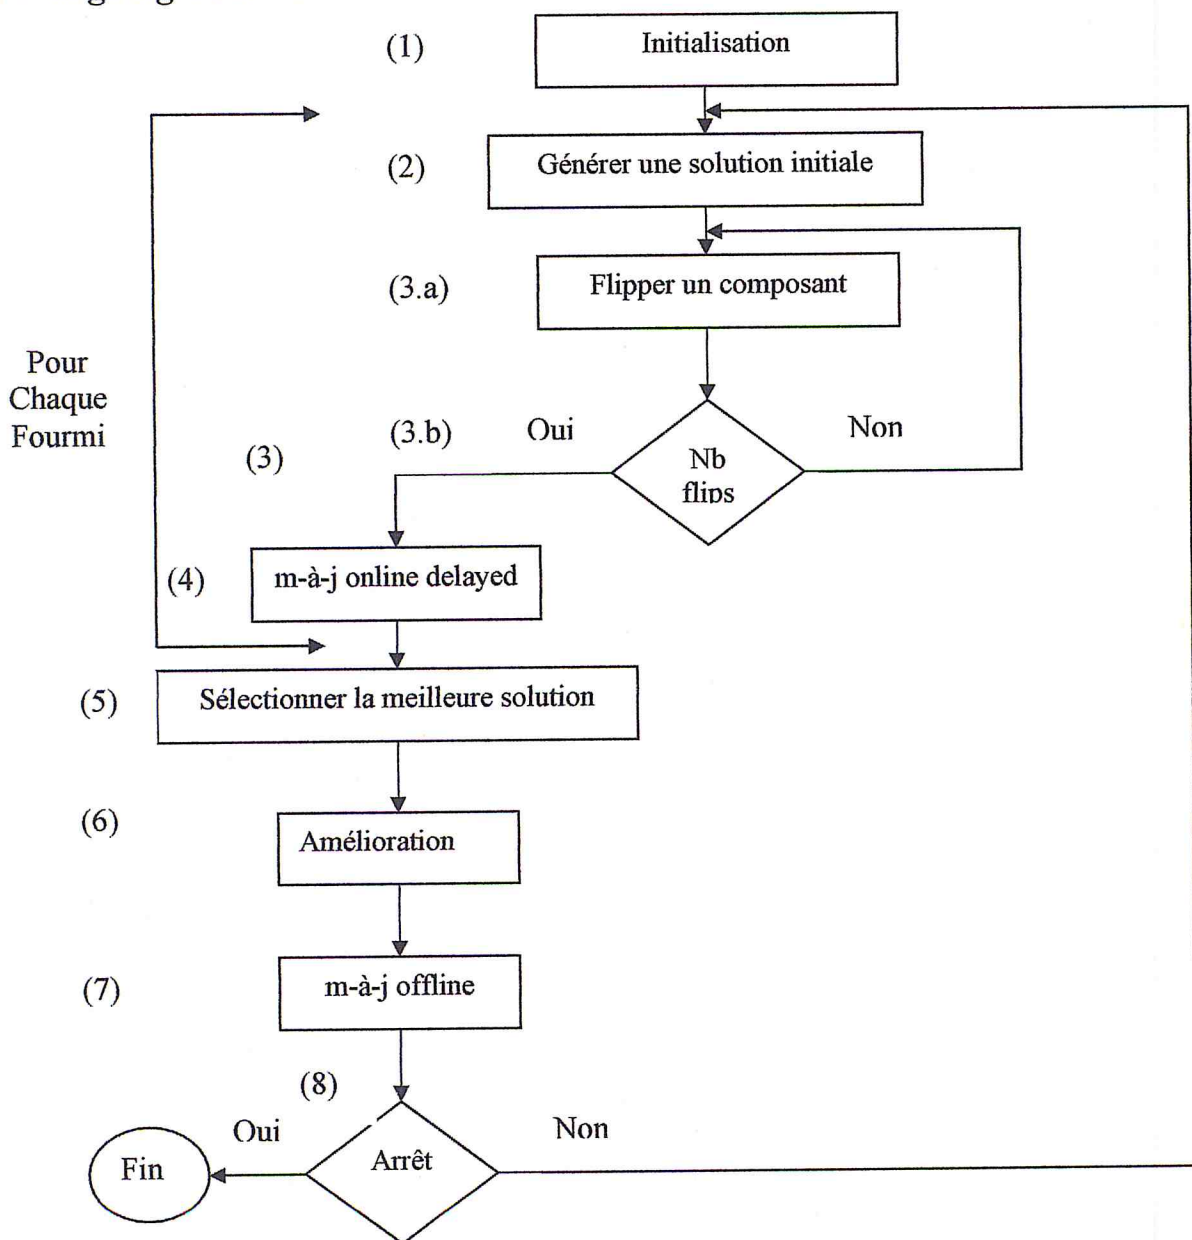 (1)
Initialisation
(2)
Générer une solution initiale
(3.a)
Flipper un composant
Pour
Chaque
Fourmi
(3)
(3.b)
Oui
Non
Nb
flips
(4)
m-à-j online delayed
(5)
Sélectionner la meilleure solution
(6)
Amélioration
(7)
m-à-j offline
(8)
Oui
Non
Fin
Arrêt